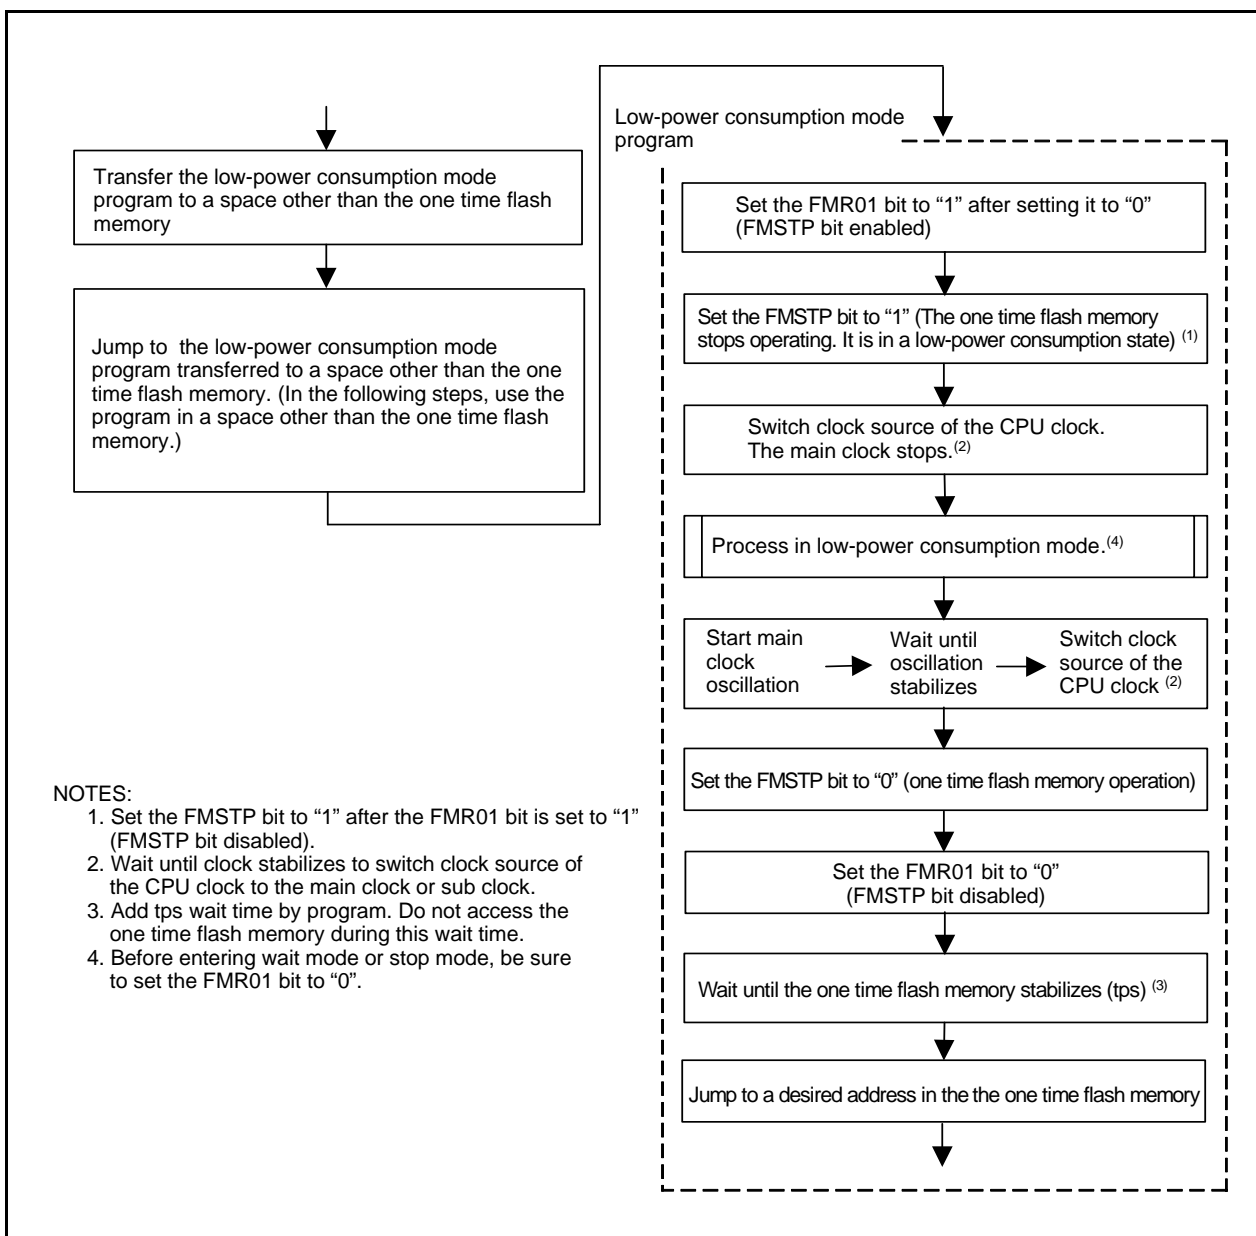 Transfer the low-power consumption mode
program to a space other than the one time flash
memory
Jump to  the low-power consumption mode
program transferred to a space other than the one
time flash memory. (In the following steps, use the
program in a space other than the one time flash
memory.)
Low-power consumption mode
program
Set the FMR01 bit to “1” after setting it to “0”
(FMSTP bit enabled)
Set the FMSTP bit to “1” (The one time flash memory
stops operating. It is in a low-power consumption state) (1)
Switch clock source of the CPU clock.
The main clock stops.(2)
Process in low-power consumption mode.(4)
Start main
clock
oscillation
Wait until
oscillation
stabilizes
Switch clock
source of the
CPU clock (2)
Set the FMSTP bit to “0” (one time flash memory operation)
Set the FMR01 bit to “0”
(FMSTP bit disabled)
Wait until the one time flash memory stabilizes (tps) (3)
Jump to a desired address in the the one time flash memory
NOTES:
1. Set the FMSTP bit to “1” after the FMR01 bit is set to “1”
(FMSTP bit disabled).
2. Wait until clock stabilizes to switch clock source of
the CPU clock to the main clock or sub clock.
3. Add tps wait time by program. Do not access the
one time flash memory during this wait time.
4. Before entering wait mode or stop mode, be sure
to set the FMR01 bit to “0”.